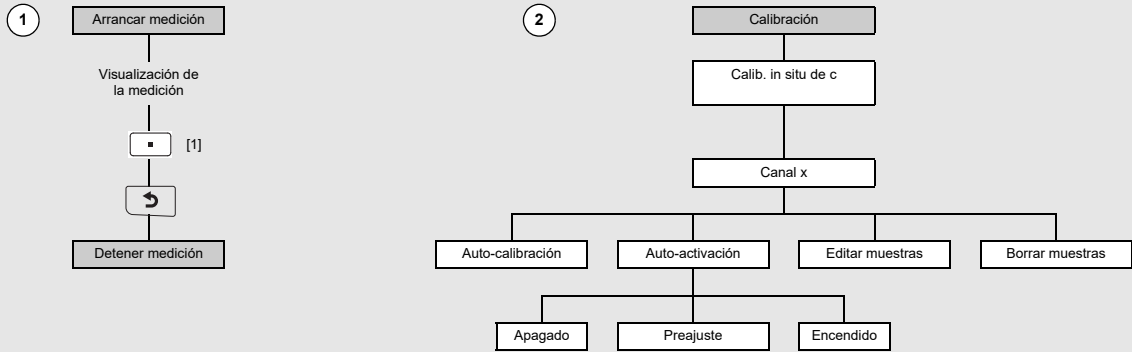 1
Arrancar medición
Visualización de
la medición
[1]
Detener medición
2
Calibración
Calib. in situ de c
Canal x
Auto-calibración
Auto-activación
Editar muestras
Borrar muestras
Apagado
Preajuste
Encendido